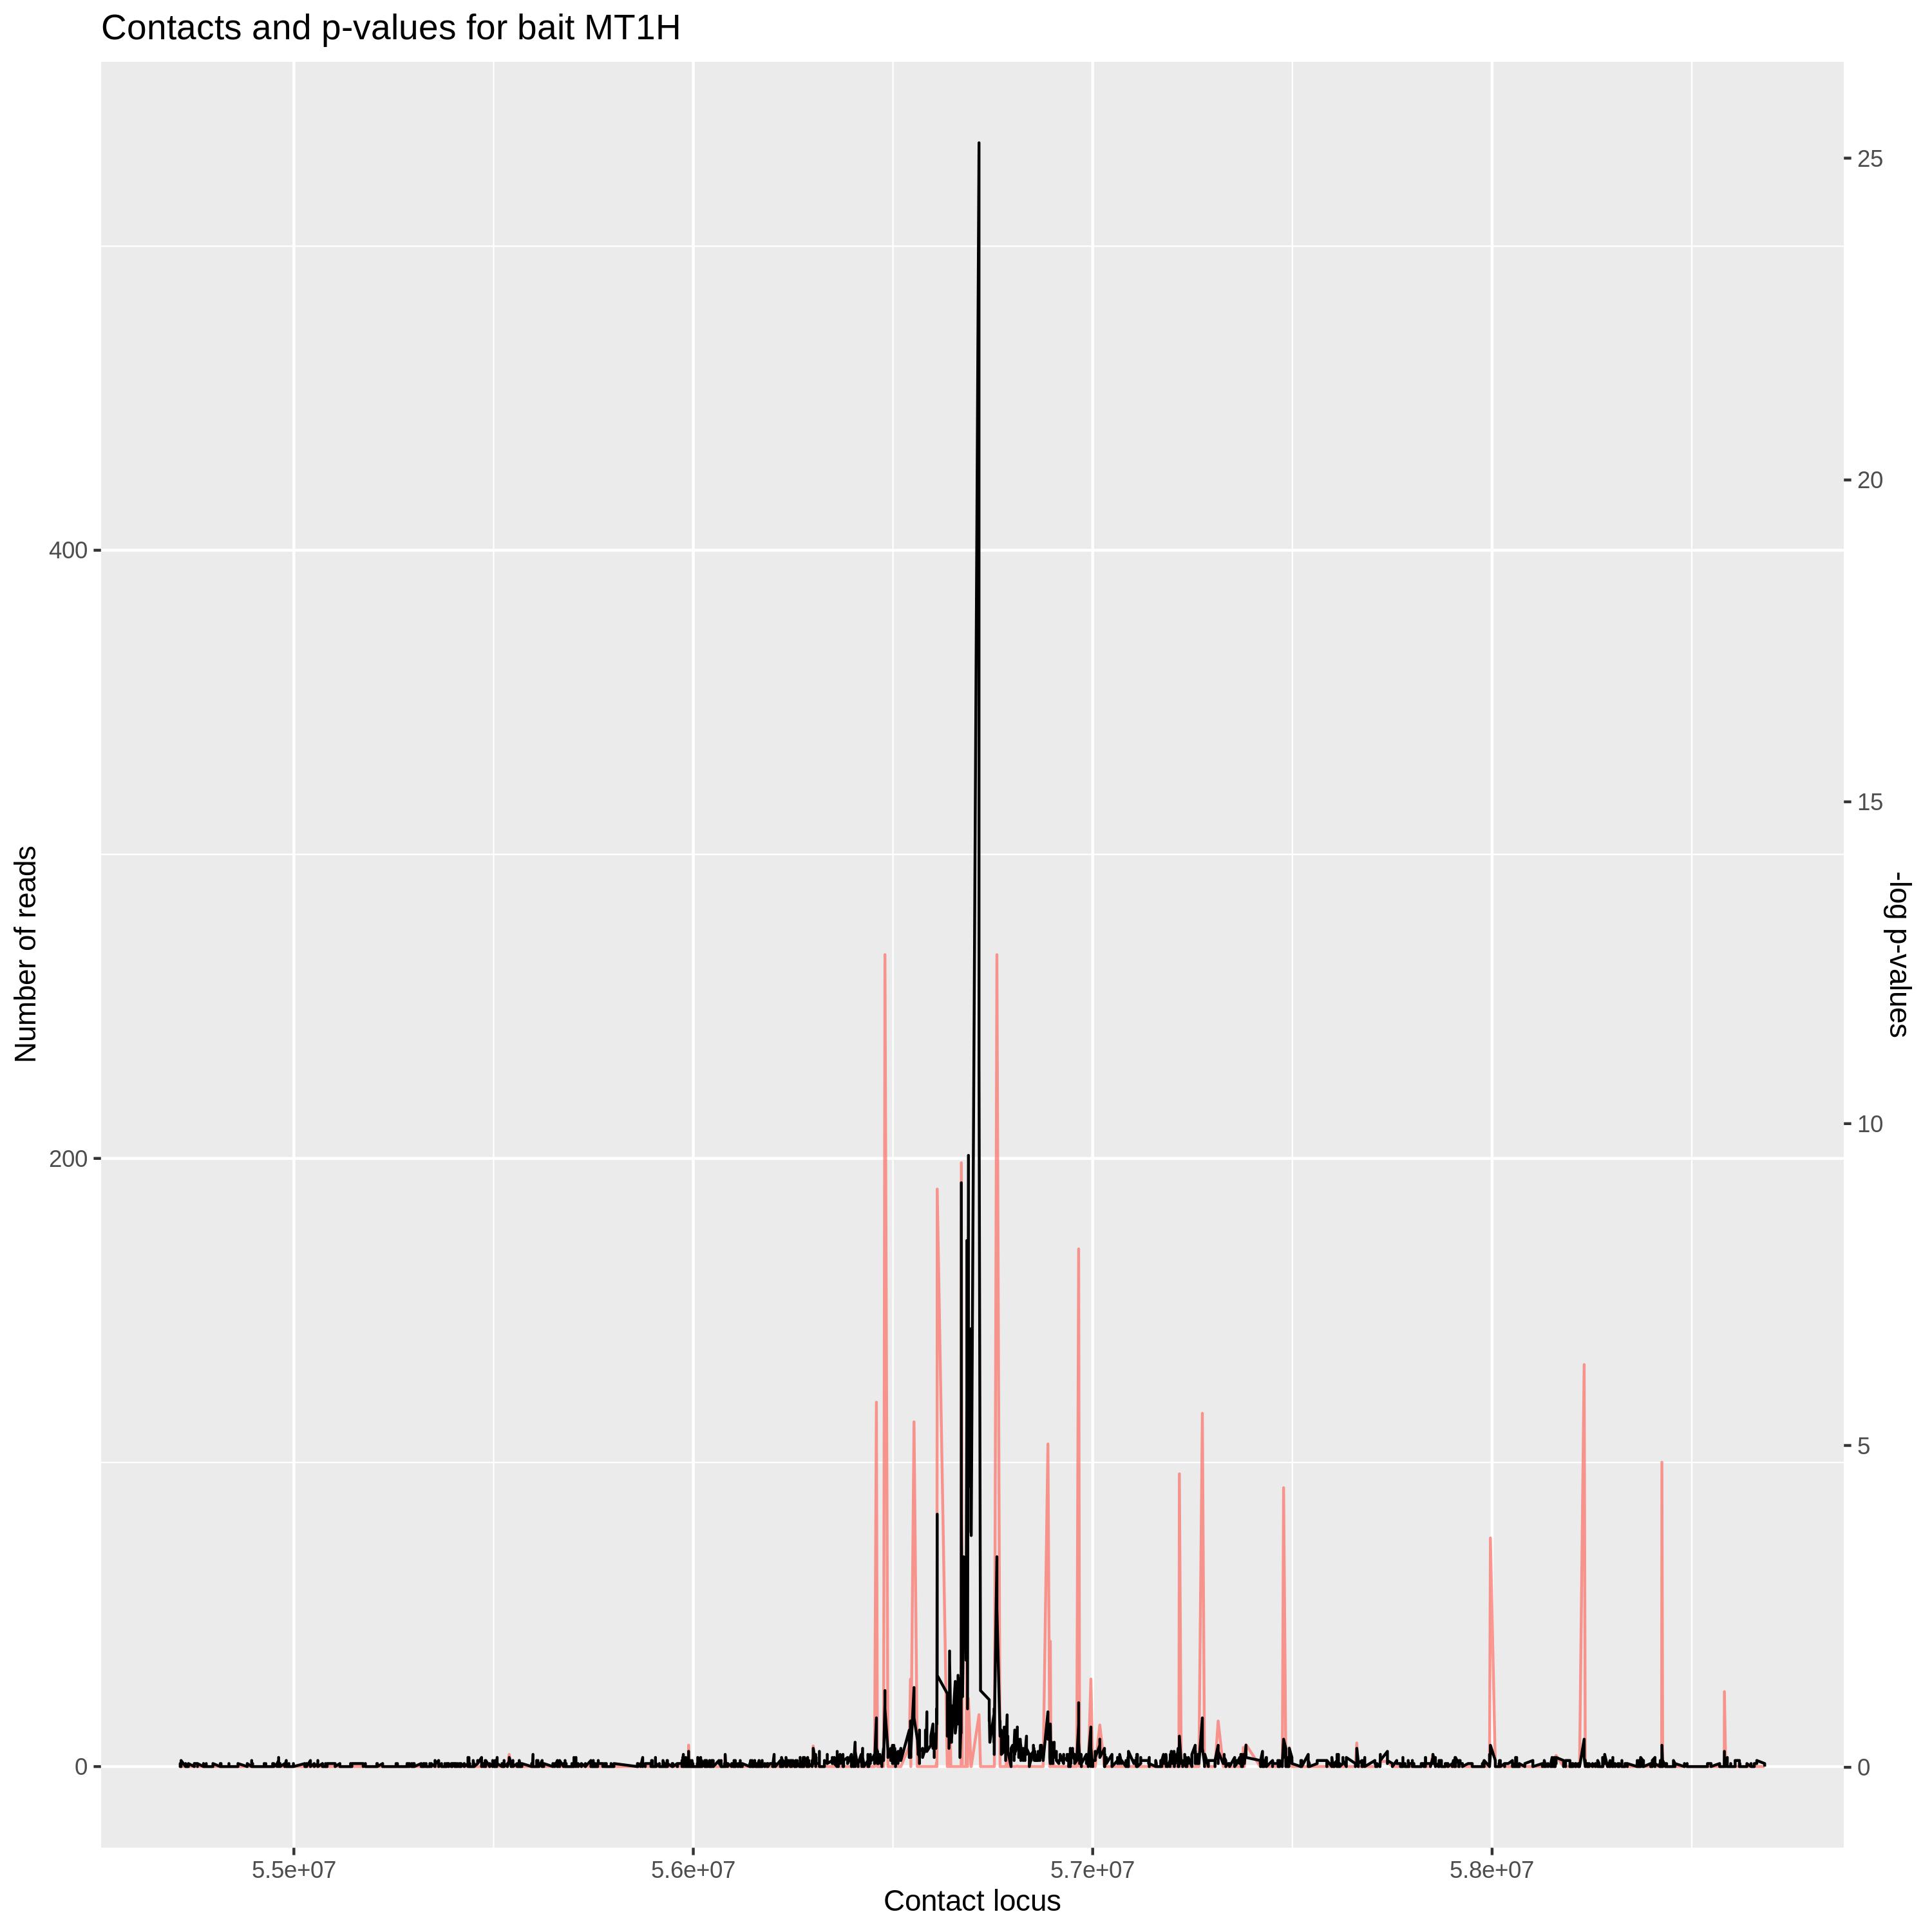 Contacts and p-values for bait MT1H
Number of reads
400
200
0
25
20
15
10
5
0
-log p-values
5.5e+07
5.6e+07
5.7e+07
5.8e+07
Contact locus